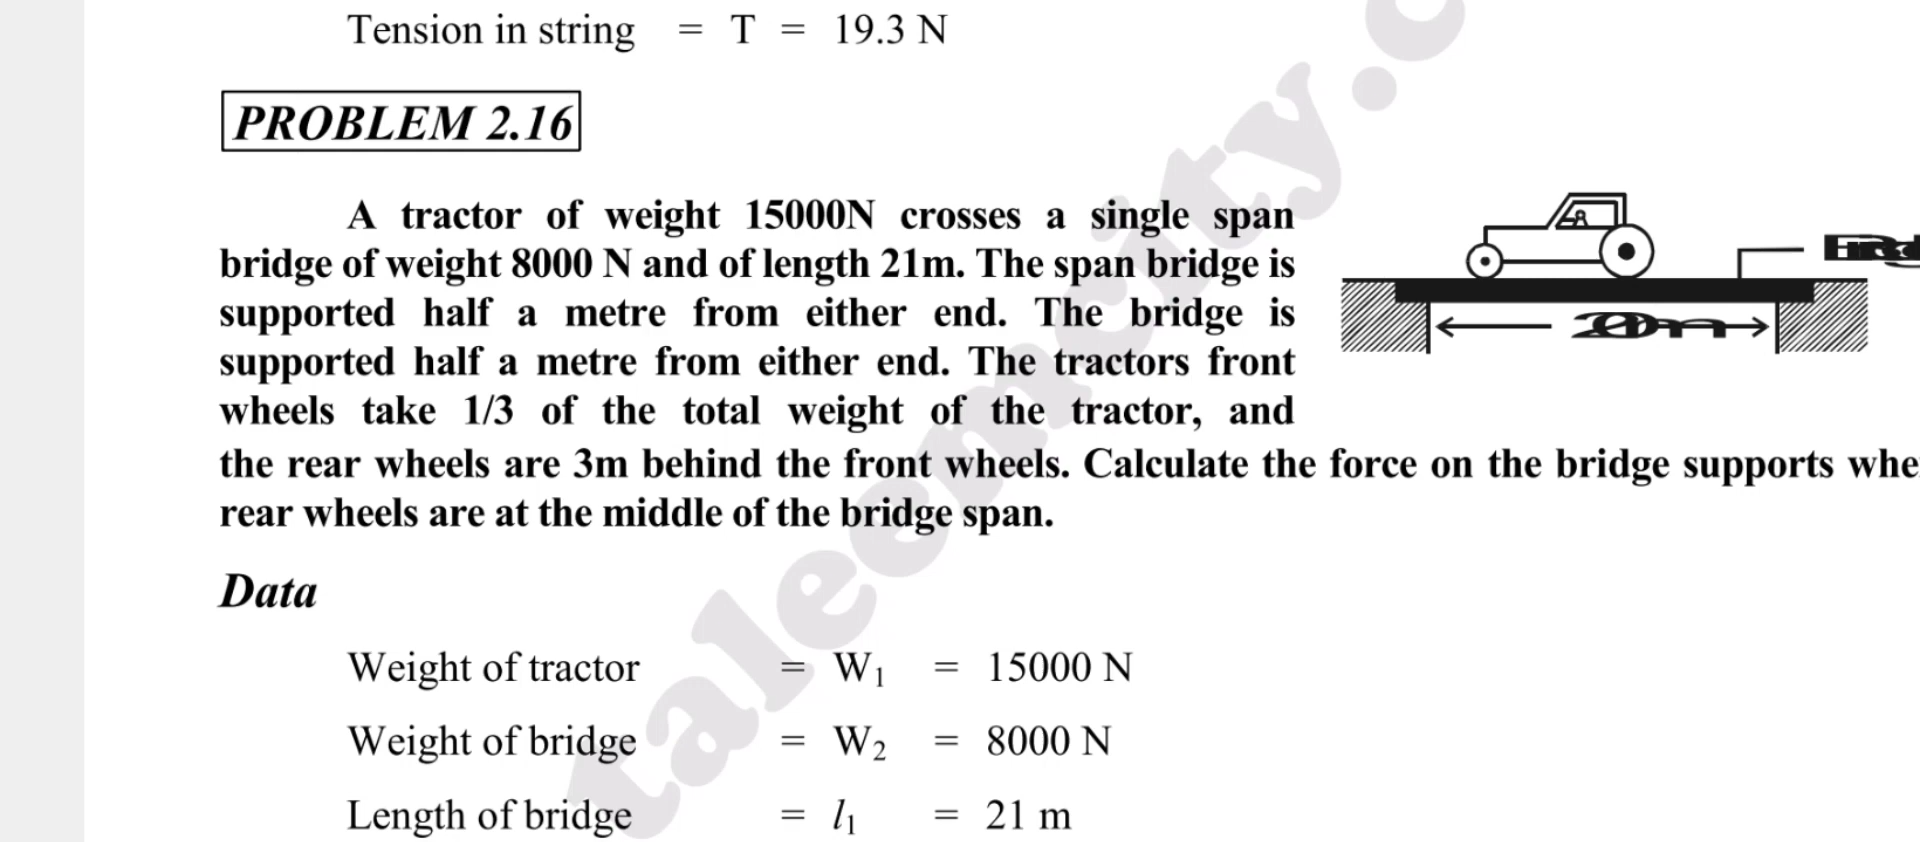 Tension in string = T = 19.3 N
PROBLEM 2.16
A tractor of weight 15000N crosses a single span
bridge of weight 8000 N and of length 21m. The span bridge is
supported half a metre from either end. The bridge is
supported half a metre from either end. The tractors front
wheels take 1/3 of the total weight of the tractor, and
the rear wheels are 3m behind the front wheels. Calculate the force on the bridge supports
rear wheels are at the middle of the bridge span.
20m
Data
Weight of tractor = W₁ = 15000 N
Weight of bridge = W₂ = 8000 N
Length of bridge = l₁ = 21 m
taleemcity.c